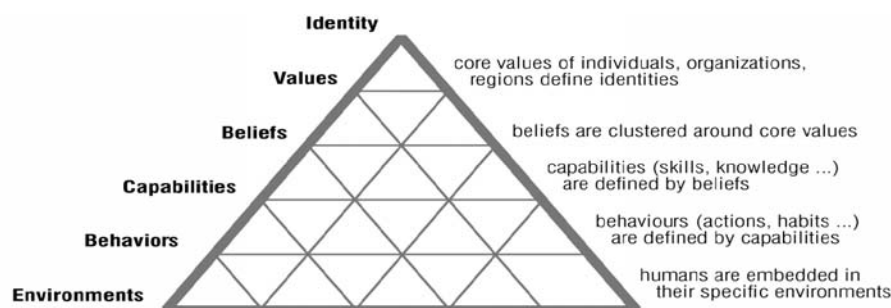 Identity
Values
core values of individuals, organizations,
regions define identities
Beliefs
beliefs are clustered around core values
Capabilities
capabilities (skills, knowledge ...)
are defined by beliefs
Behaviors
behaviours (actions, habits ...)
are defined by capabilities
Environments
humans are embedded in
their specific environments